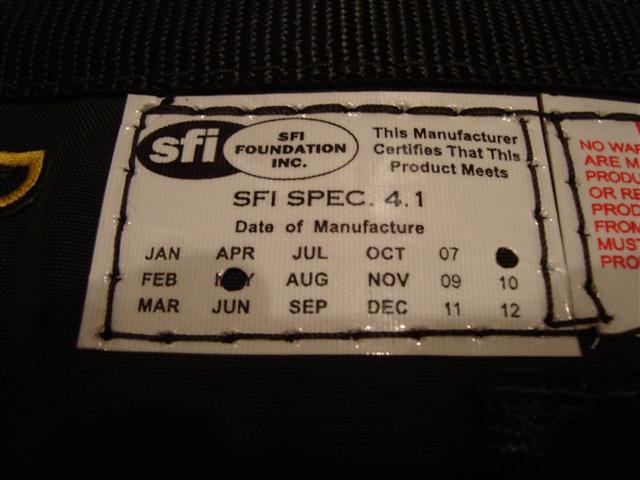 sfi
SFI
FOUNDATION
INC.
This Manufacturer
Certifies That This
Product Meets
SFI SPEC. 4.1
Date of Manufacture
JAN APR JUL OCT 07
FEB AUG NOV 09 10
MAR JUN SEP DEC 11 12
NO WAR
ARE MA
PRODU
OR RE
PROD
FROM
MUST
PRO